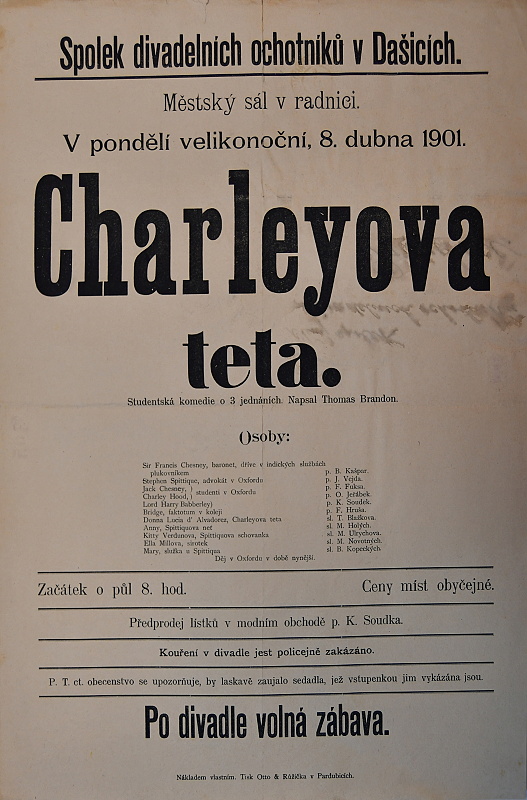 Spolek divadelních ochotníků v Dašicích.
Městský sál v radnici.
V pondělí velikonoční, 8. dubna 1901.
Charleyova
teta.
Studentská komedie o 3 jednáních. Napsal Thomas Brandon.
Osoby:
Sir Francis Chesney, baronet, dříve v indických službách
plukovníkem p. B. Kašpar.
Stephen Spittique, advokát v Oxfordu p. J. Vejda.
Jack Chesney, ) studenti v Oxfordu p. F. Fuksa.
Charley Hood, ) p. O. Jeřábek.
Lord Harry Babberley) p. K. Soudek.
Bridge, faktotum v koleji p. F. Hruša.
Donna Lucia d' Alvadorez, Charleyova teta sl. T. Blažkova.
Anny, Spittiquova neť sl. M. Holých.
Kitty Verdunova, Spittiquova schovanka sl. M. Ulrychova.
Ella Millova, sirotek sl. M. Novotných.
Mary, služka u Spittiqua sl. B. Kopeckých.
Děj v Oxfordu v době nynější.
Začátek o půl 8. hod. Ceny míst obyčejné.
Předprodej lístků v modním obchodě p. K. Soudka.
Kouření v divadle jest policejně zakázáno.
P. T. ct. obecenstvo se upozorňuje, by laskavě zaujalo sedadla, jež vstupenkou jim vykázána jsou.
Po divadle volná zábava.
Nákladem vlastním. Tisk Otto & Růžička v Pardubicích.